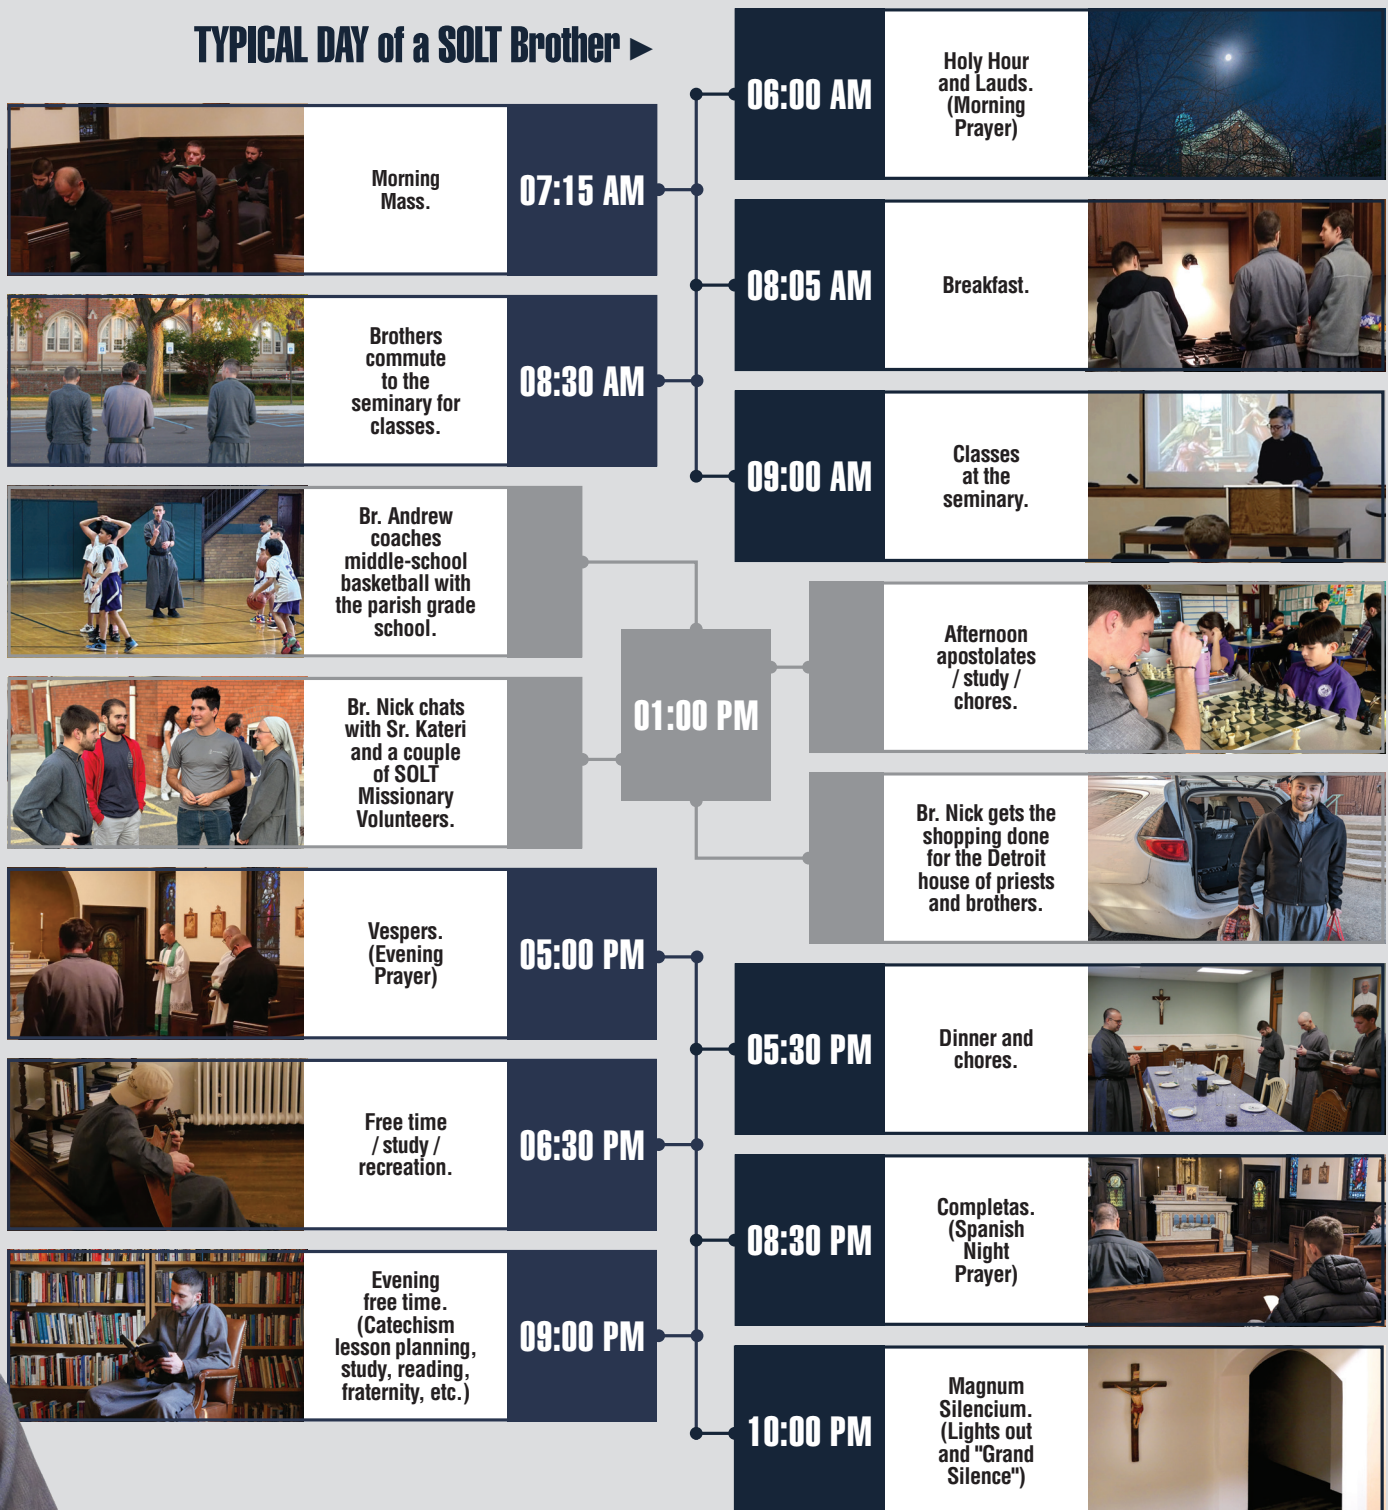 TYPICAL DAY of a SOLT Brother ►
06:00 AM
Holy Hour
and Lauds.
(Morning
Prayer)
Morning
Mass.
07:15 AM
08:05 AM
Breakfast.
Brothers
commute
to the
seminary for
classes.
08:30 AM
09:00 AM
Classes
at the
seminary.
Br. Andrew
coaches
middle-school
basketball with
the parish grade
school.
01:00 PM
Afternoon
apostolates
/ study /
chores.
Br. Nick chats
with Sr. Kateri
and a couple
of SOLT
Missionary
Volunteers.
Br. Nick gets the
shopping done
for the Detroit
house of priests
and brothers.
Vespers.
(Evening
Prayer)
05:00 PM
05:30 PM
Dinner and
chores.
Free time
/ study /
recreation.
06:30 PM
08:30 PM
Completas.
(Spanish
Night
Prayer)
Evening
free time.
(Catechism
lesson planning,
study, reading,
fraternity, etc.)
09:00 PM
10:00 PM
Magnum
Silencium.
(Lights out
and "Grand
Silence")